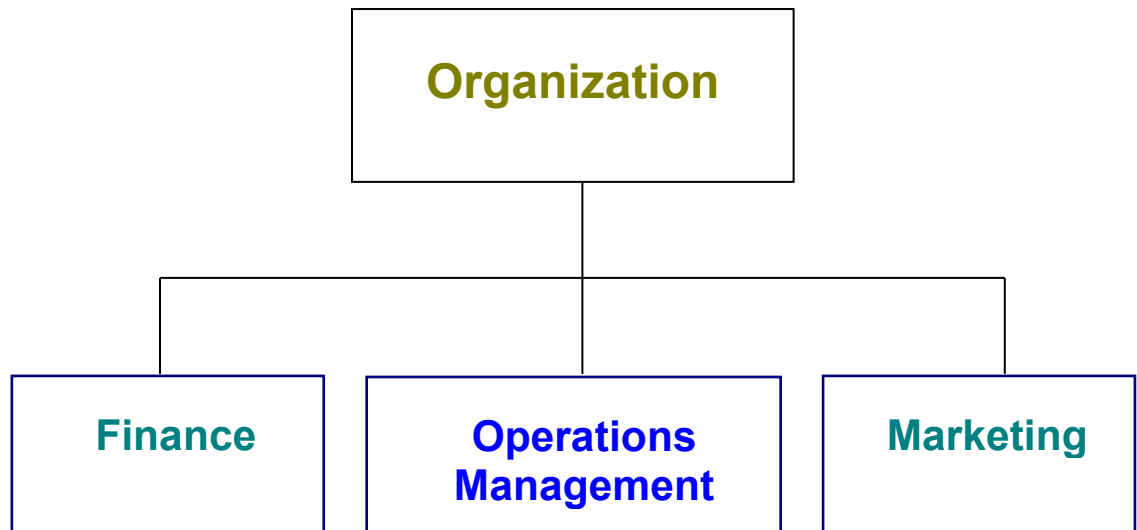 Organization
Finance
Operations
Management
Marketing